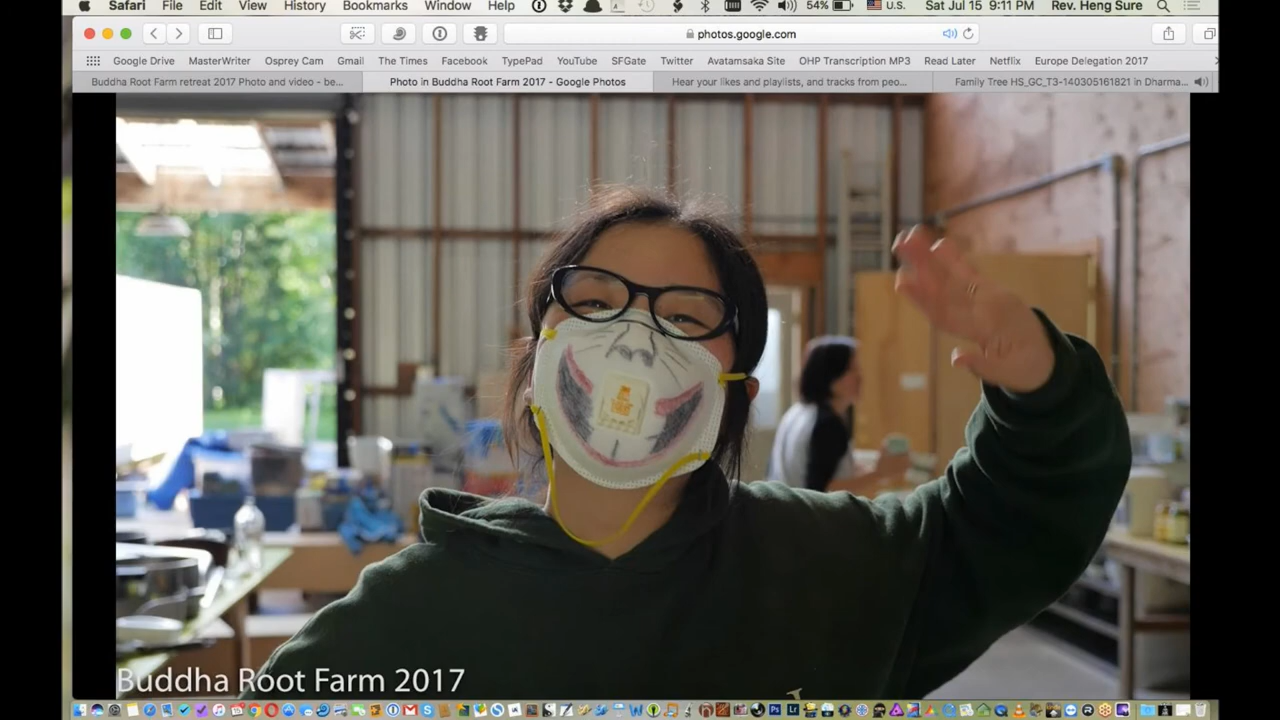 Safari File Edit View History Bookmarks Window Help 54% U.S. Sat Jul 15 9:11 PM Rev. Heng Sure
photos.google.com
Google Drive MasterWriter Osprey Cam Gmail The Times Facebook TypePad YouTube SFGate Twitter Avatamsaka Site OHP Transcription MP3 Read Later Netflix Europe Delegation 2017
Buddha Root Farm retreat 2017 Photo and video - be... Photo in Buddha Root Farm 2017 - Google Photos Hear your likes and playlists, and tracks from peo... Family Tree HS_GC_T3-140305161821 in Dharma...
Buddha Root Farm 2017